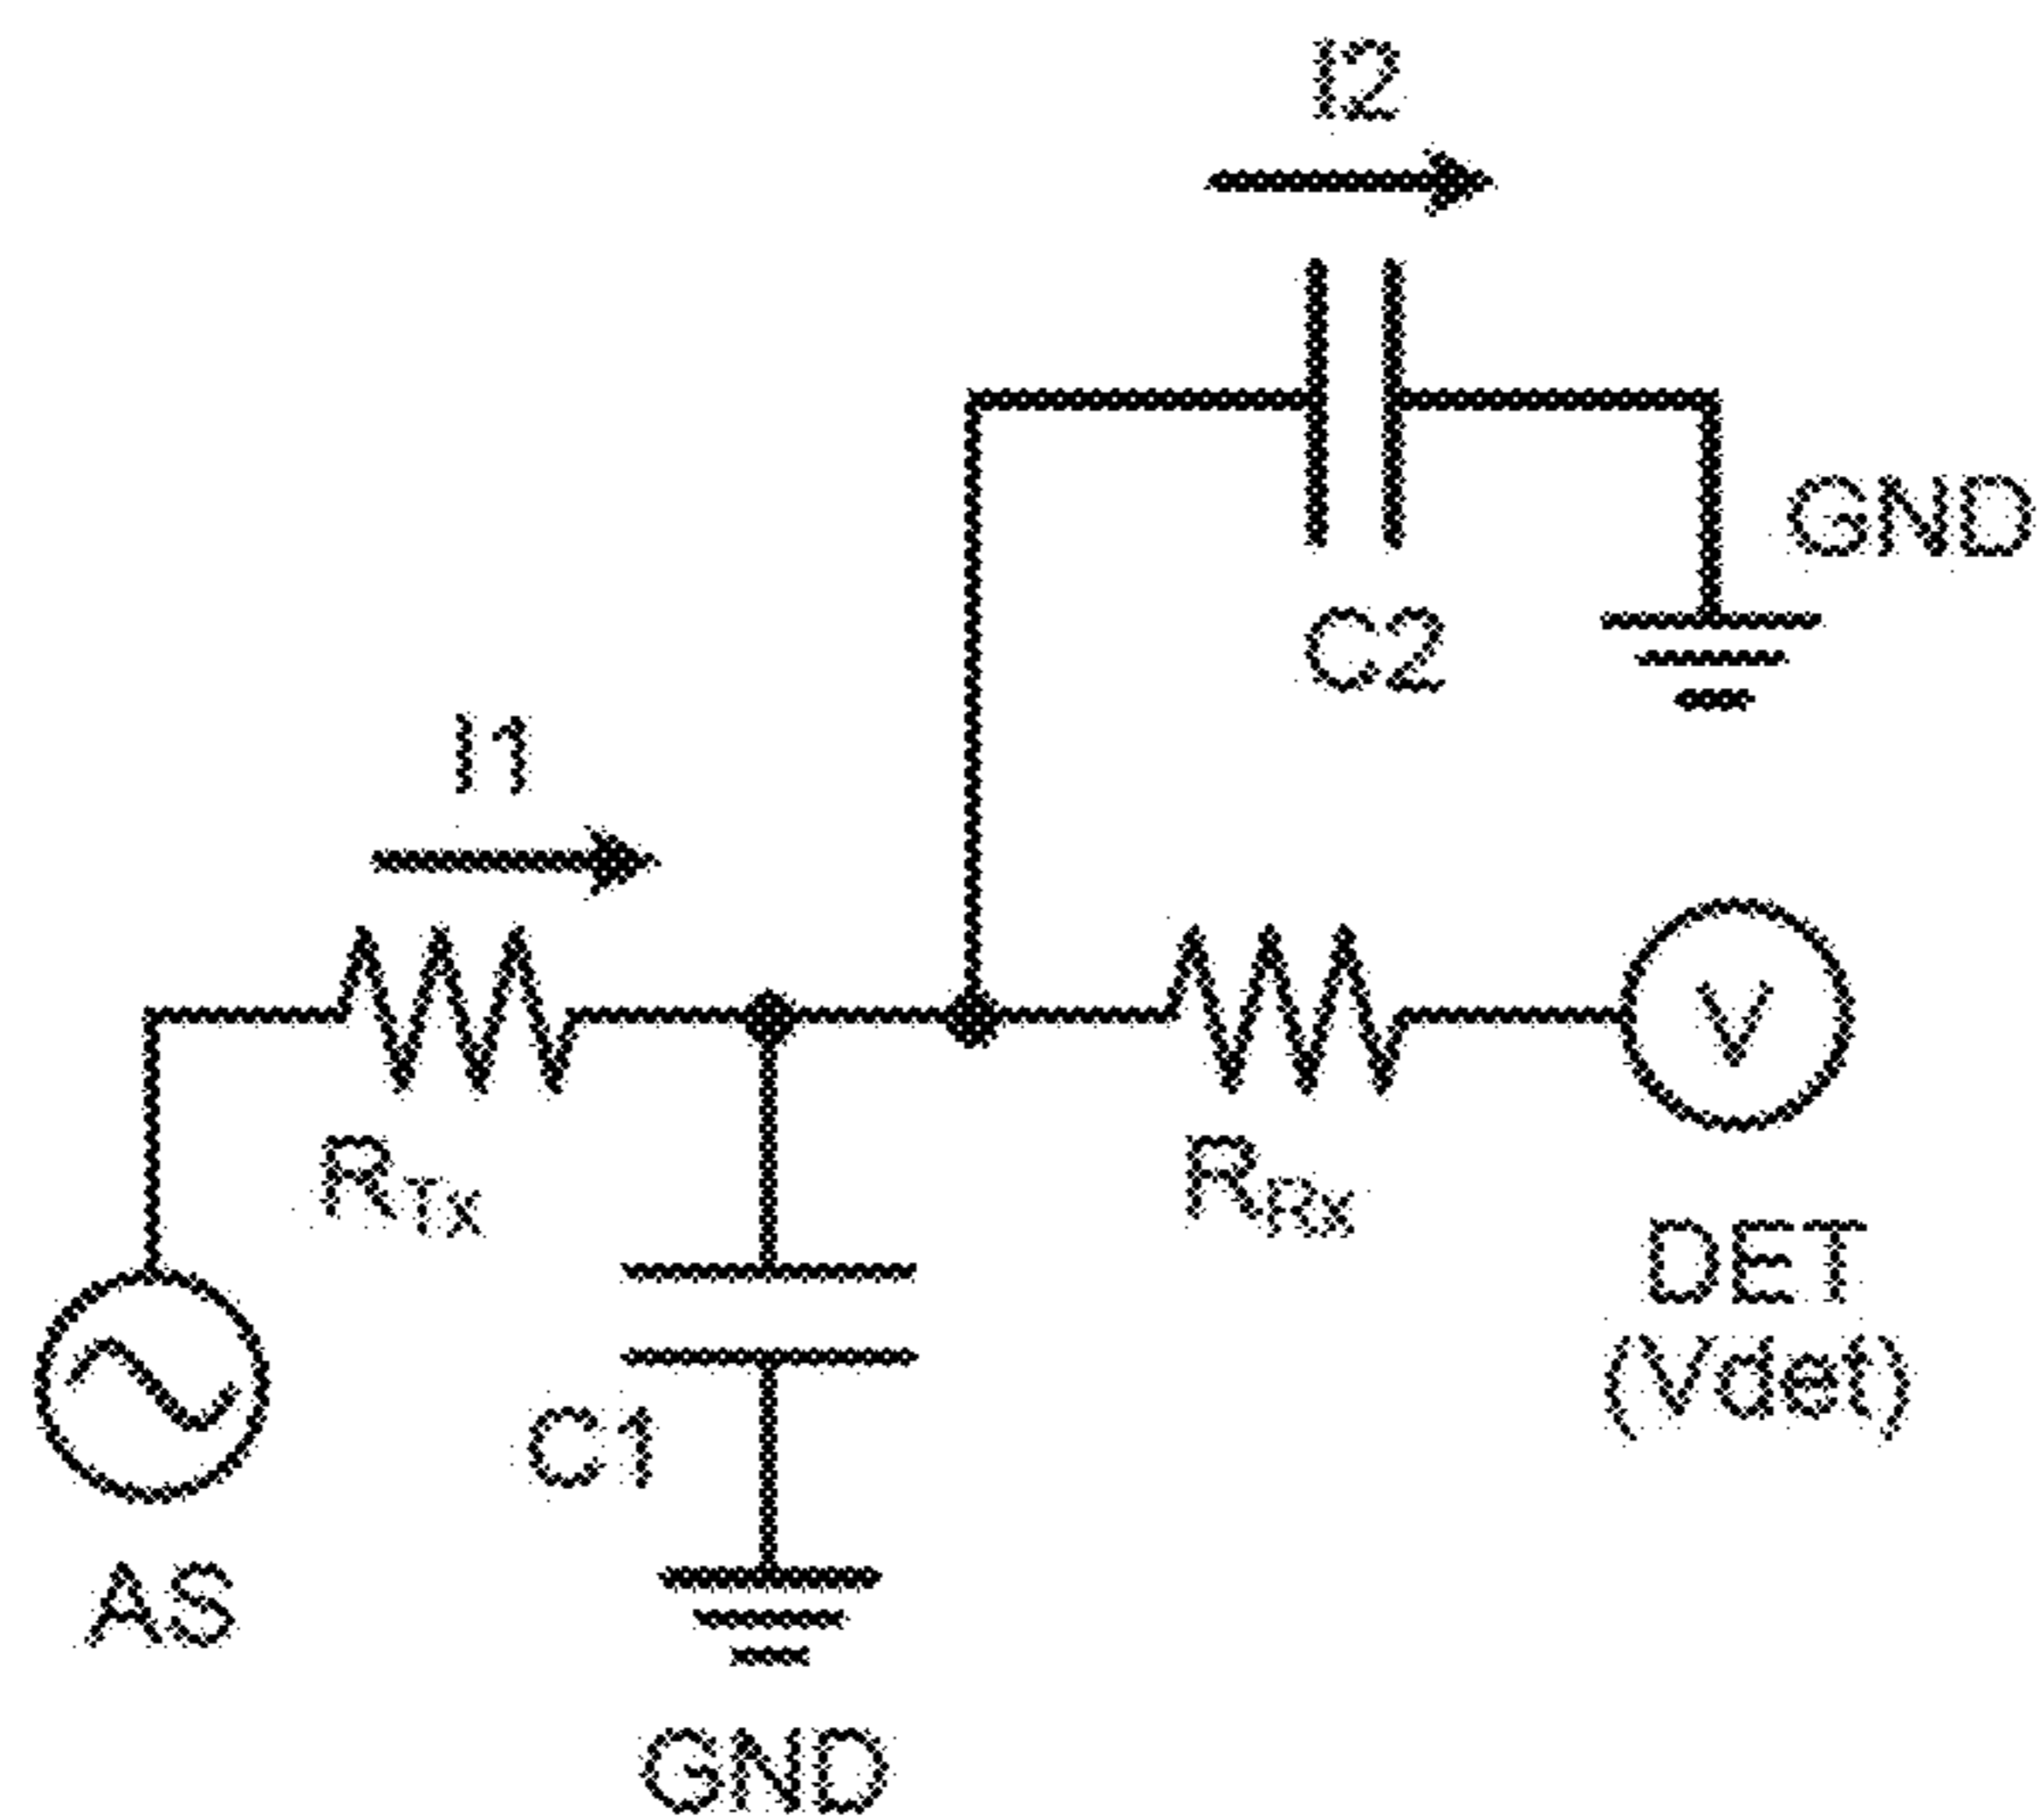 I2
GND
C2
I1
V
RTx
RRx
DET
(Vdet)
C1
AS
GND